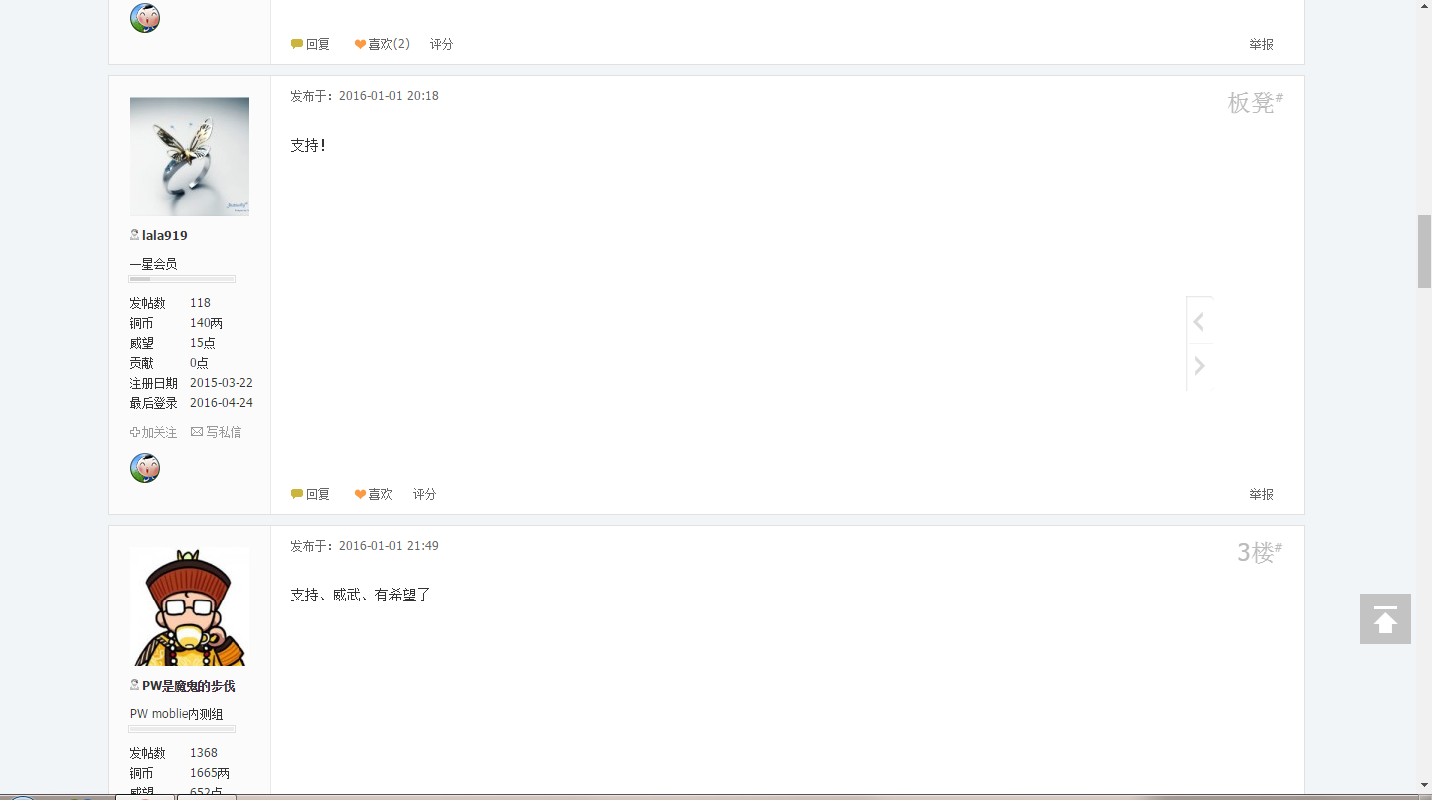 回复 喜欢(2) 评分 举报
发布于：2016-01-01 20:18 板凳#
支持！
lala919
一星会员
发帖数 118
铜币 140两
威望 15点
贡献 0点
注册日期 2015-03-22
最后登录 2016-04-24
加关注 写私信
回复 喜欢 评分 举报
发布于：2016-01-01 21:49 3楼#
支持、威武、有希望了
PW是魔鬼的步伐
PW moblie内测组
发帖数 1368
铜币 1665两
威望 652点